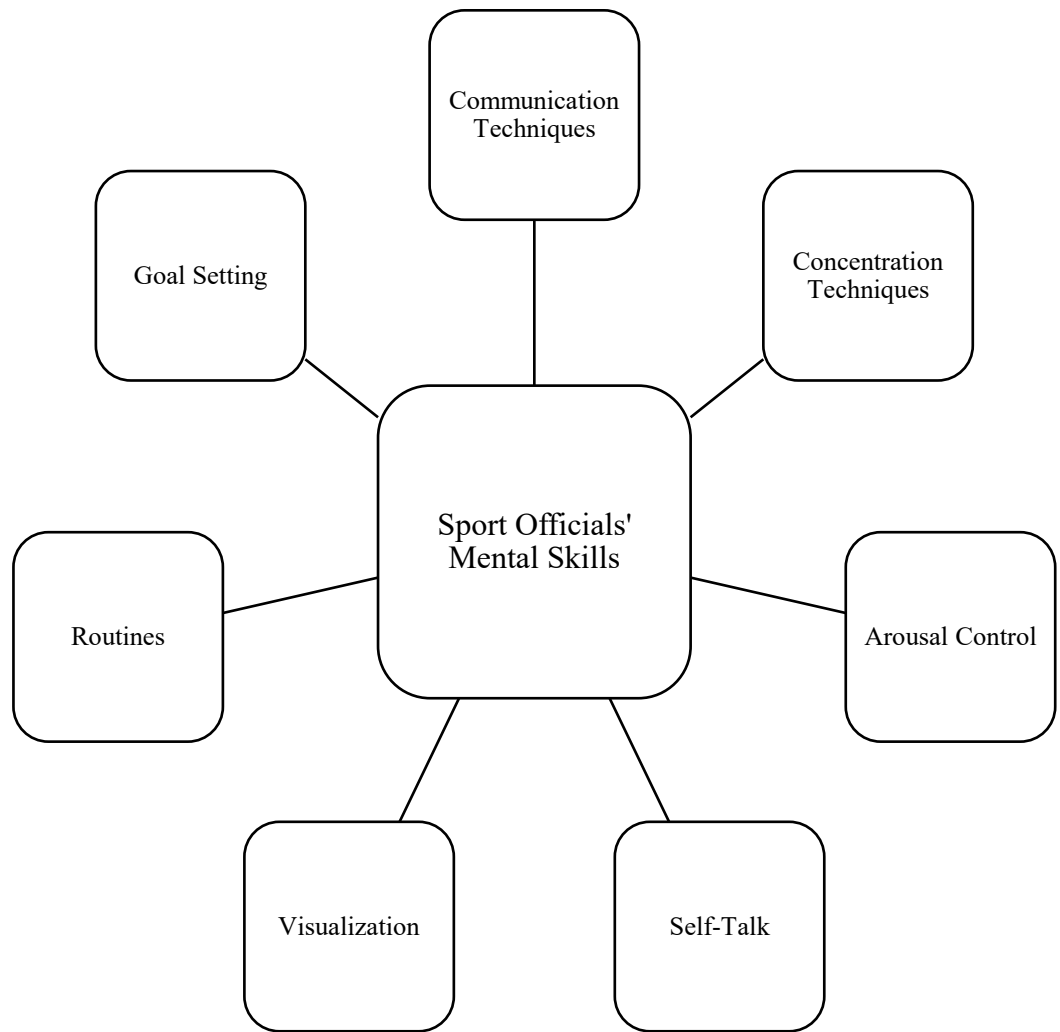 Communication
Techniques
Goal Setting
Concentration
Techniques
Sport Officials'
Mental Skills
Routines
Arousal Control
Visualization
Self-Talk